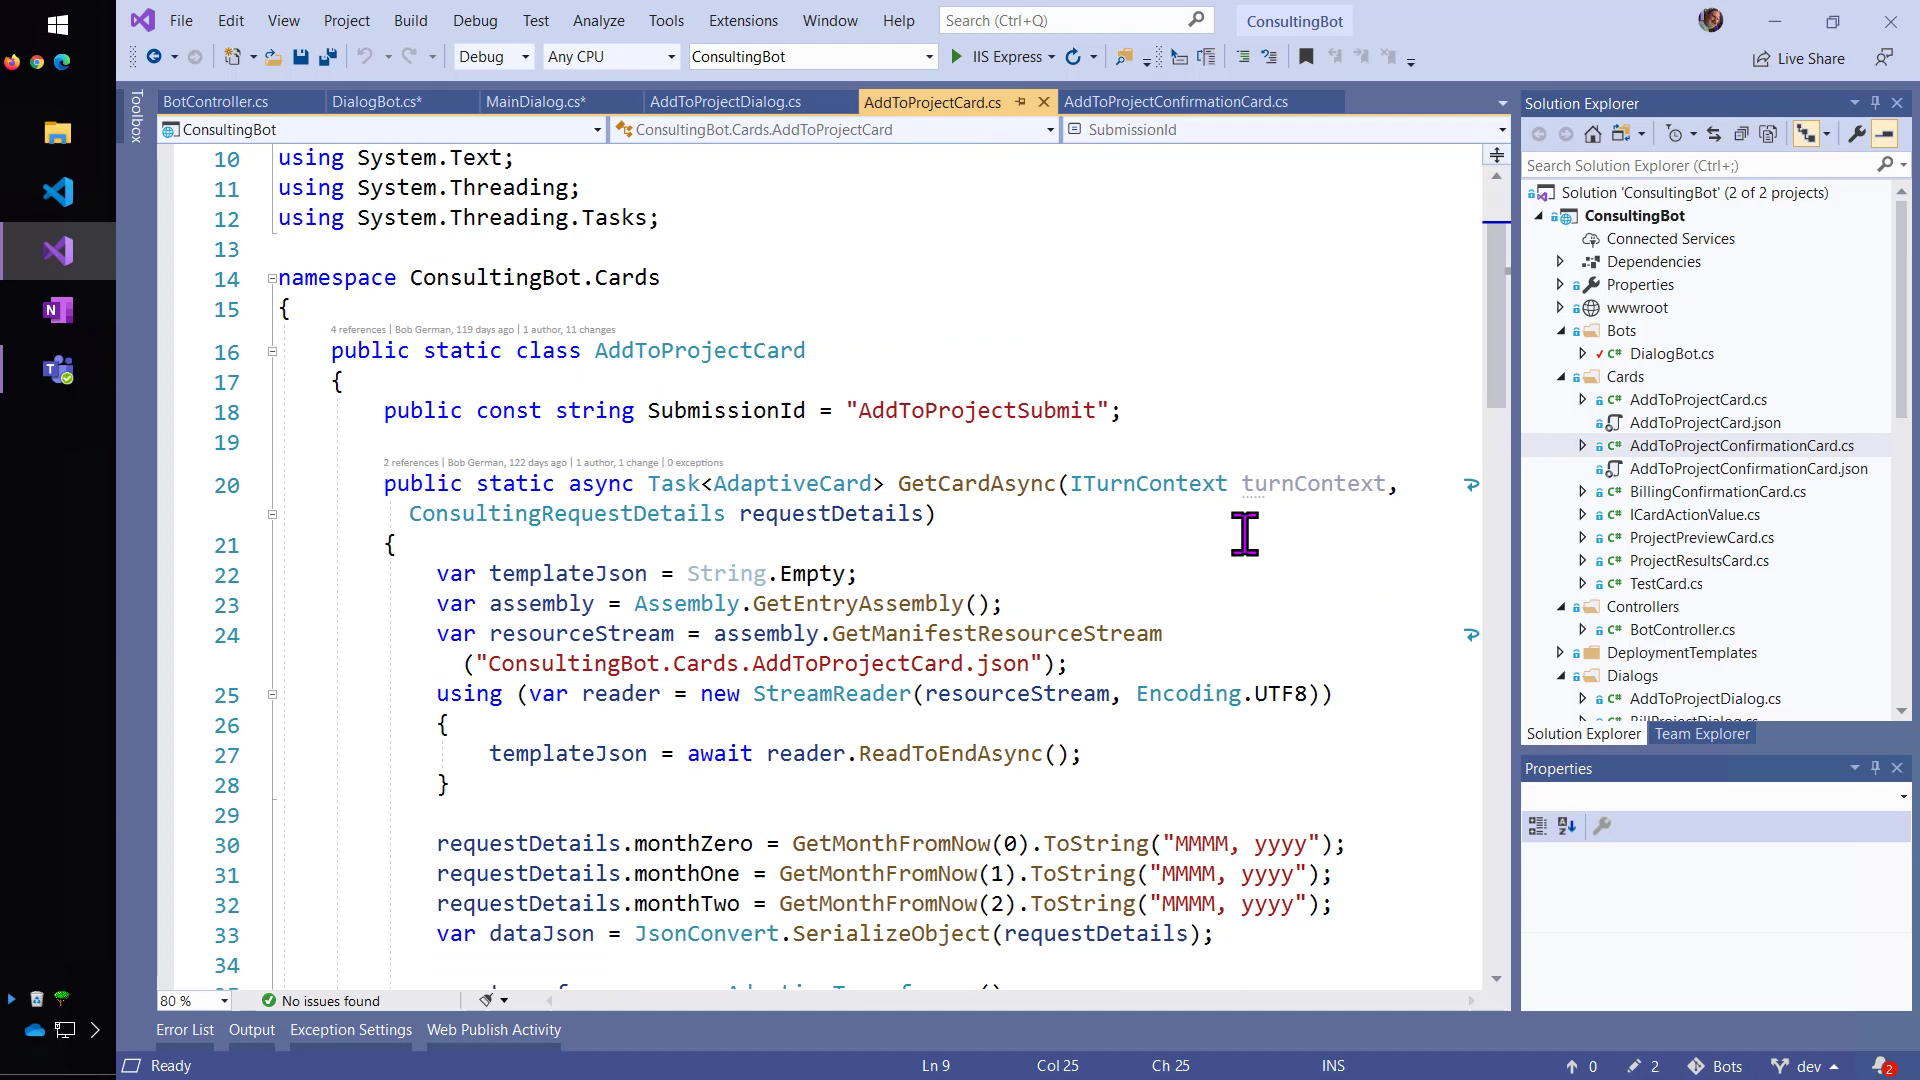 File Edit View Project Build Debug Test Analyze Tools Extensions Window Help Search (Ctrl+Q) ConsultingBot
Debug Any CPU ConsultingBot IIS Express Live Share
Toolbox
BotController.cs DialogBot.cs* MainDialog.cs* AddToProjectDialog.cs AddToProjectCard.cs AddToProjectConfirmationCard.cs
ConsultingBot ConsultingBot.Cards.AddToProjectCard SubmissionId
10 using System.Text;
11 using System.Threading;
12 using System.Threading.Tasks;
13
14 namespace ConsultingBot.Cards
15 {
4 references | Bob German, 119 days ago | 1 author, 11 changes
16 public static class AddToProjectCard
17 {
18 public const string SubmissionId = "AddToProjectSubmit";
19
2 references | Bob German, 122 days ago | 1 author, 1 change | 0 exceptions
20 public static async Task<AdaptiveCard> GetCardAsync(ITurnContext turnContext,
ConsultingRequestDetails requestDetails)
21 {
22 var templateJson = String.Empty;
23 var assembly = Assembly.GetEntryAssembly();
24 var resourceStream = assembly.GetManifestResourceStream
("ConsultingBot.Cards.AddToProjectCard.json");
25 using (var reader = new StreamReader(resourceStream, Encoding.UTF8))
26 {
27 templateJson = await reader.ReadToEndAsync();
28 }
29
30 requestDetails.monthZero = GetMonthFromNow(0).ToString("MMMM, yyyy");
31 requestDetails.monthOne = GetMonthFromNow(1).ToString("MMMM, yyyy");
32 requestDetails.monthTwo = GetMonthFromNow(2).ToString("MMMM, yyyy");
33 var dataJson = JsonConvert.SerializeObject(requestDetails);
34
80 % No issues found
Error List Output Exception Settings Web Publish Activity
Ready Ln 9 Col 25 Ch 25 INS 0 2 Bots dev 2
Solution Explorer
Search Solution Explorer (Ctrl+;)
Solution 'ConsultingBot' (2 of 2 projects)
ConsultingBot
Connected Services
Dependencies
Properties
wwwroot
Bots
C# DialogBot.cs
Cards
C# AddToProjectCard.cs
AddToProjectCard.json
C# AddToProjectConfirmationCard.cs
AddToProjectConfirmationCard.json
C# BillingConfirmationCard.cs
C# ICardActionValue.cs
C# ProjectPreviewCard.cs
C# ProjectResultsCard.cs
C# TestCard.cs
Controllers
C# BotController.cs
DeploymentTemplates
Dialogs
C# AddToProjectDialog.cs
Solution Explorer Team Explorer
Properties